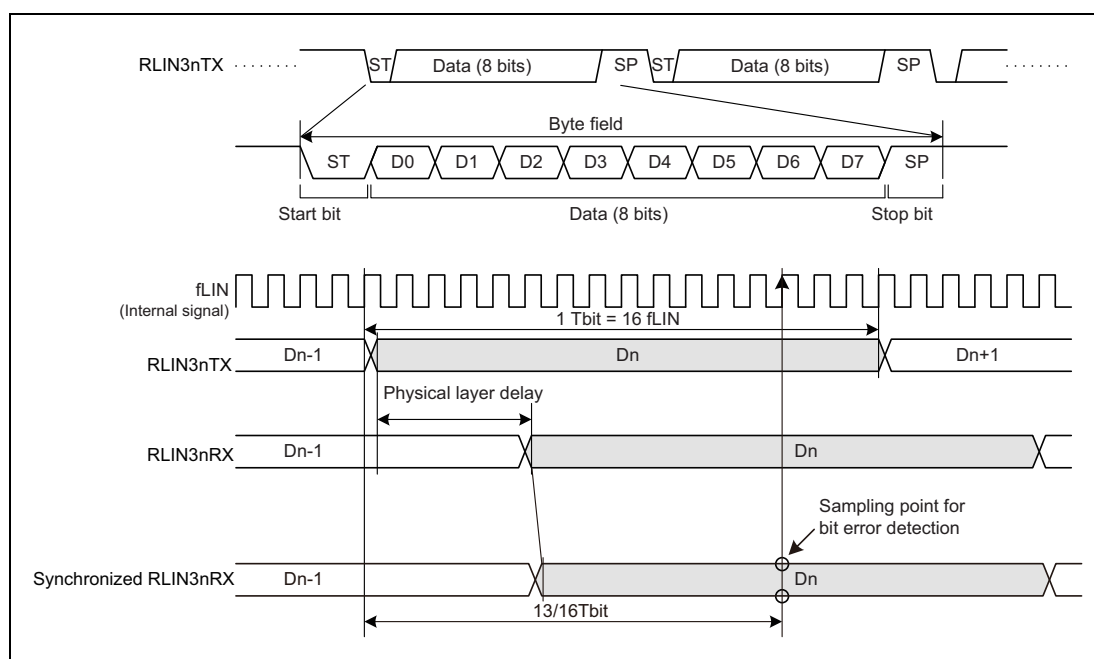 RLIN3nTX ········ ST Data (8 bits) SP ST Data (8 bits) SP ········
Byte field
ST D0 D1 D2 D3 D4 D5 D6 D7 SP
Start bit Data (8 bits) Stop bit
fLIN
(Internal signal)
1 Tbit = 16 fLIN
RLIN3nTX Dn-1 Dn Dn+1
Physical layer delay
RLIN3nRX Dn-1 Dn
Sampling point for
bit error detection
Synchronized RLIN3nRX Dn-1 Dn
13/16Tbit